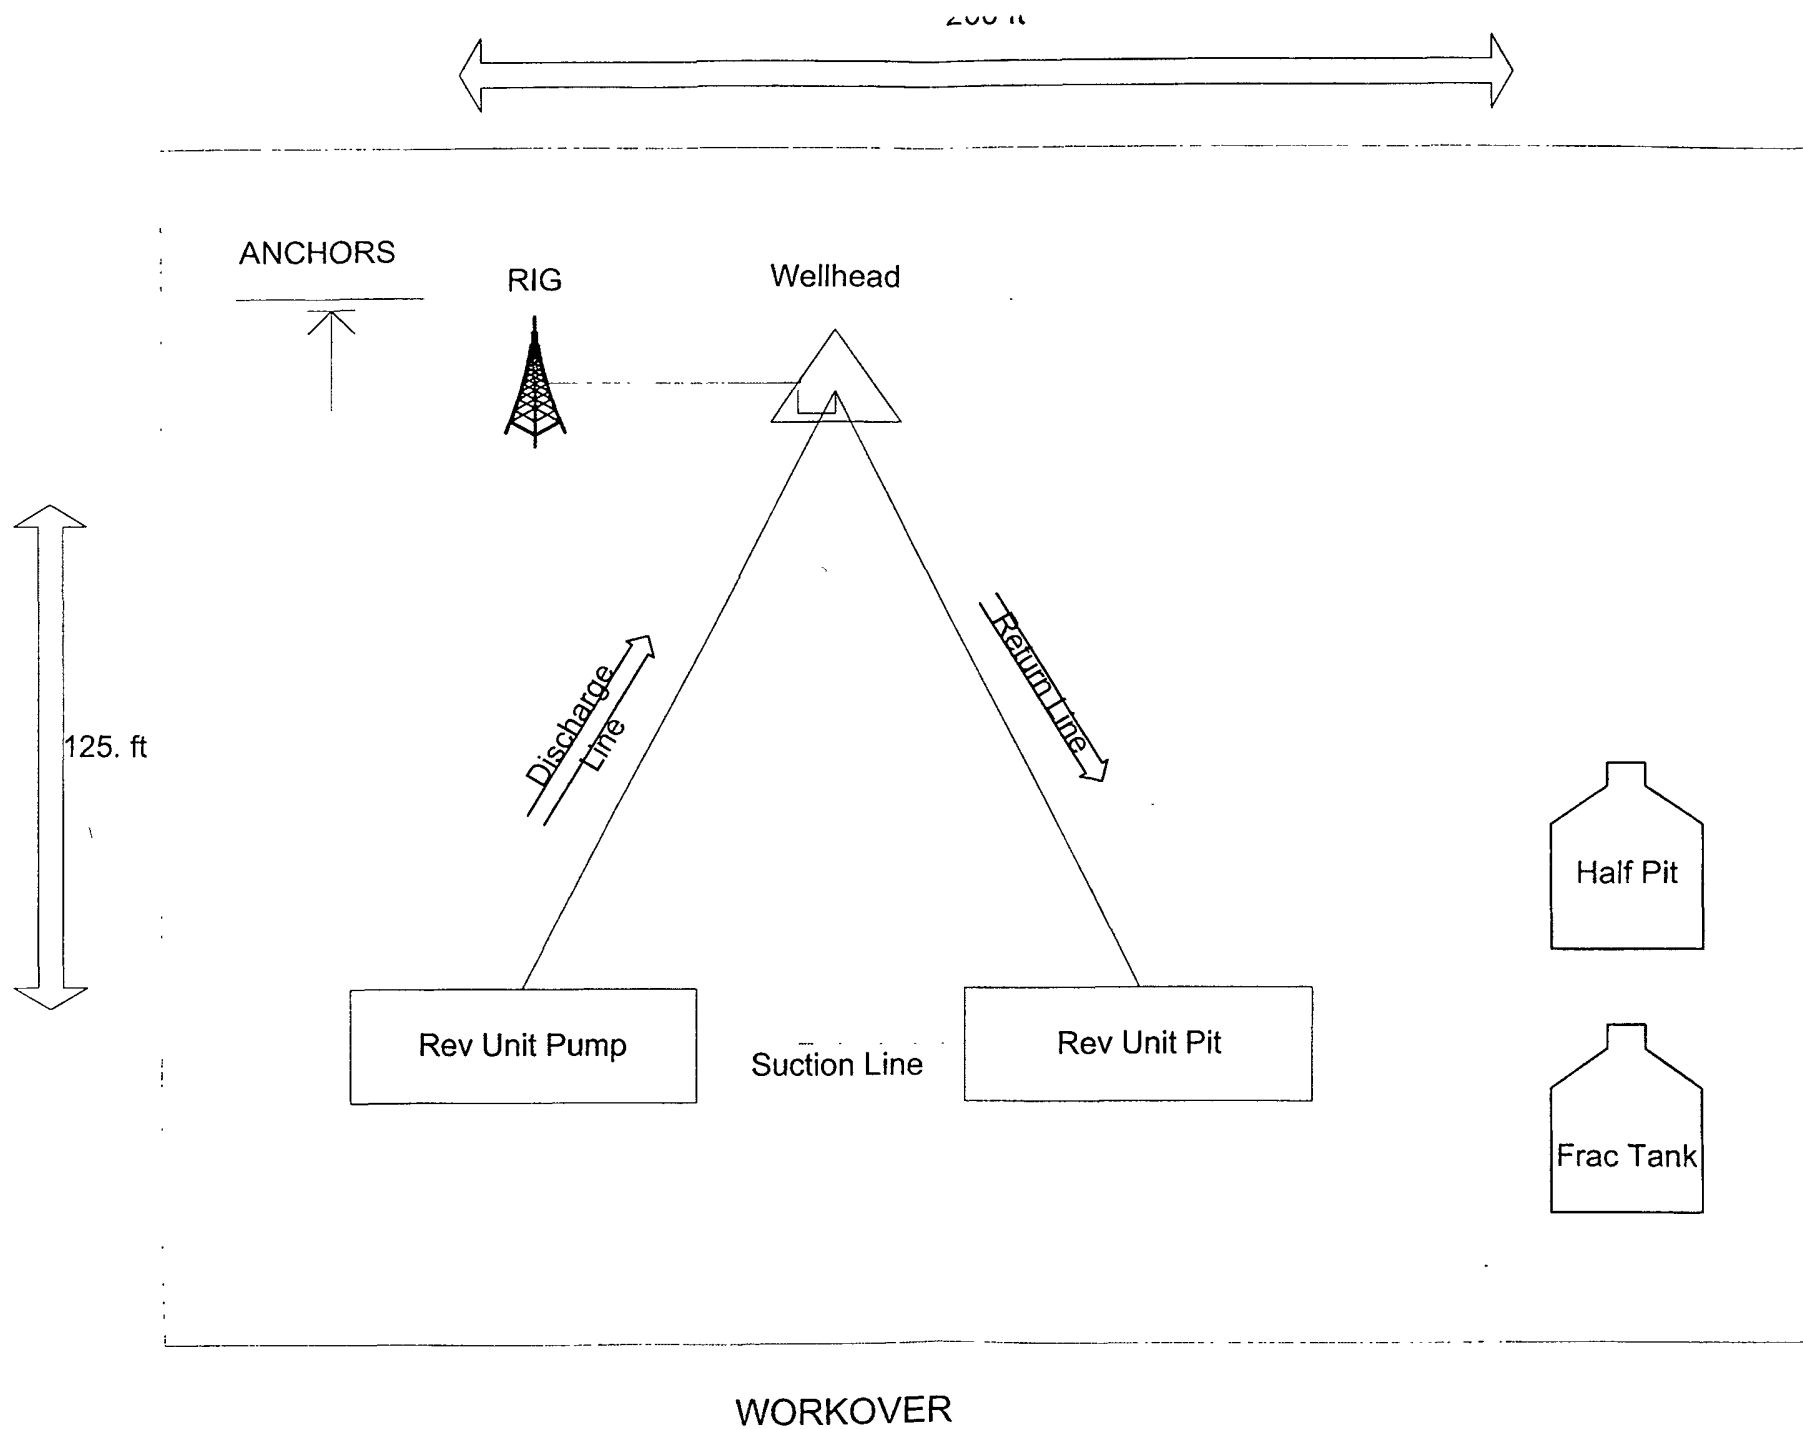 ANCHORS
RIG
Wellhead
Discharge
Line
Return Line
125. ft
Half Pit
Rev Unit Pump
Suction Line
Rev Unit Pit
Frac Tank
WORKOVER